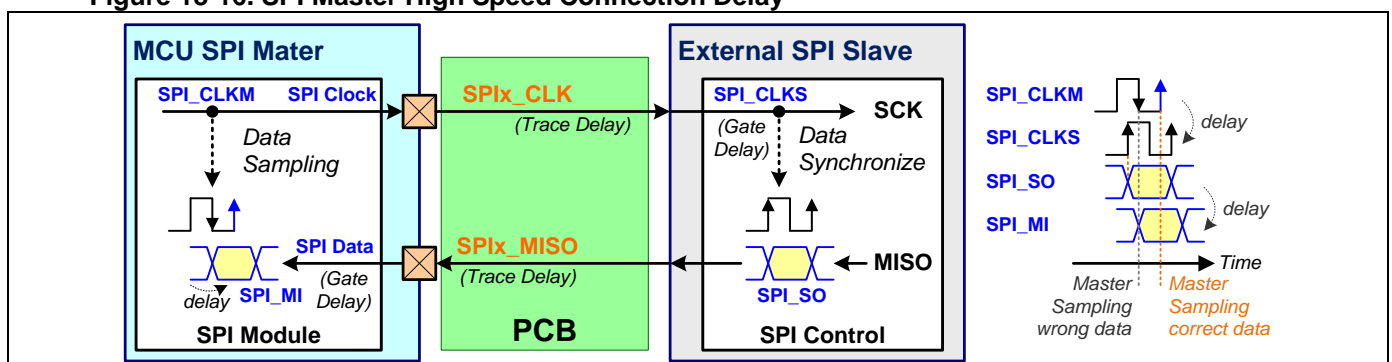 Figure 18-10. SPI Master High Speed Connection Delay
MCU SPI Mater
External SPI Slave
SPI_CLKM
SPI Clock
SPIx_CLK
(Trace Delay)
SPI_CLKS
SCK
Data
Sampling
(Gate
Delay)
Data
Synchronize
SPI Data
(Gate
Delay)
delay
SPI_MI
SPIx_MISO
(Trace Delay)
MISO
SPI_SO
SPI Module
PCB
SPI Control
SPI_CLKM
delay
SPI_CLKS
SPI_SO
SPI_MI
delay
Time
Master
Sampling
wrong data
Master
Sampling
correct data